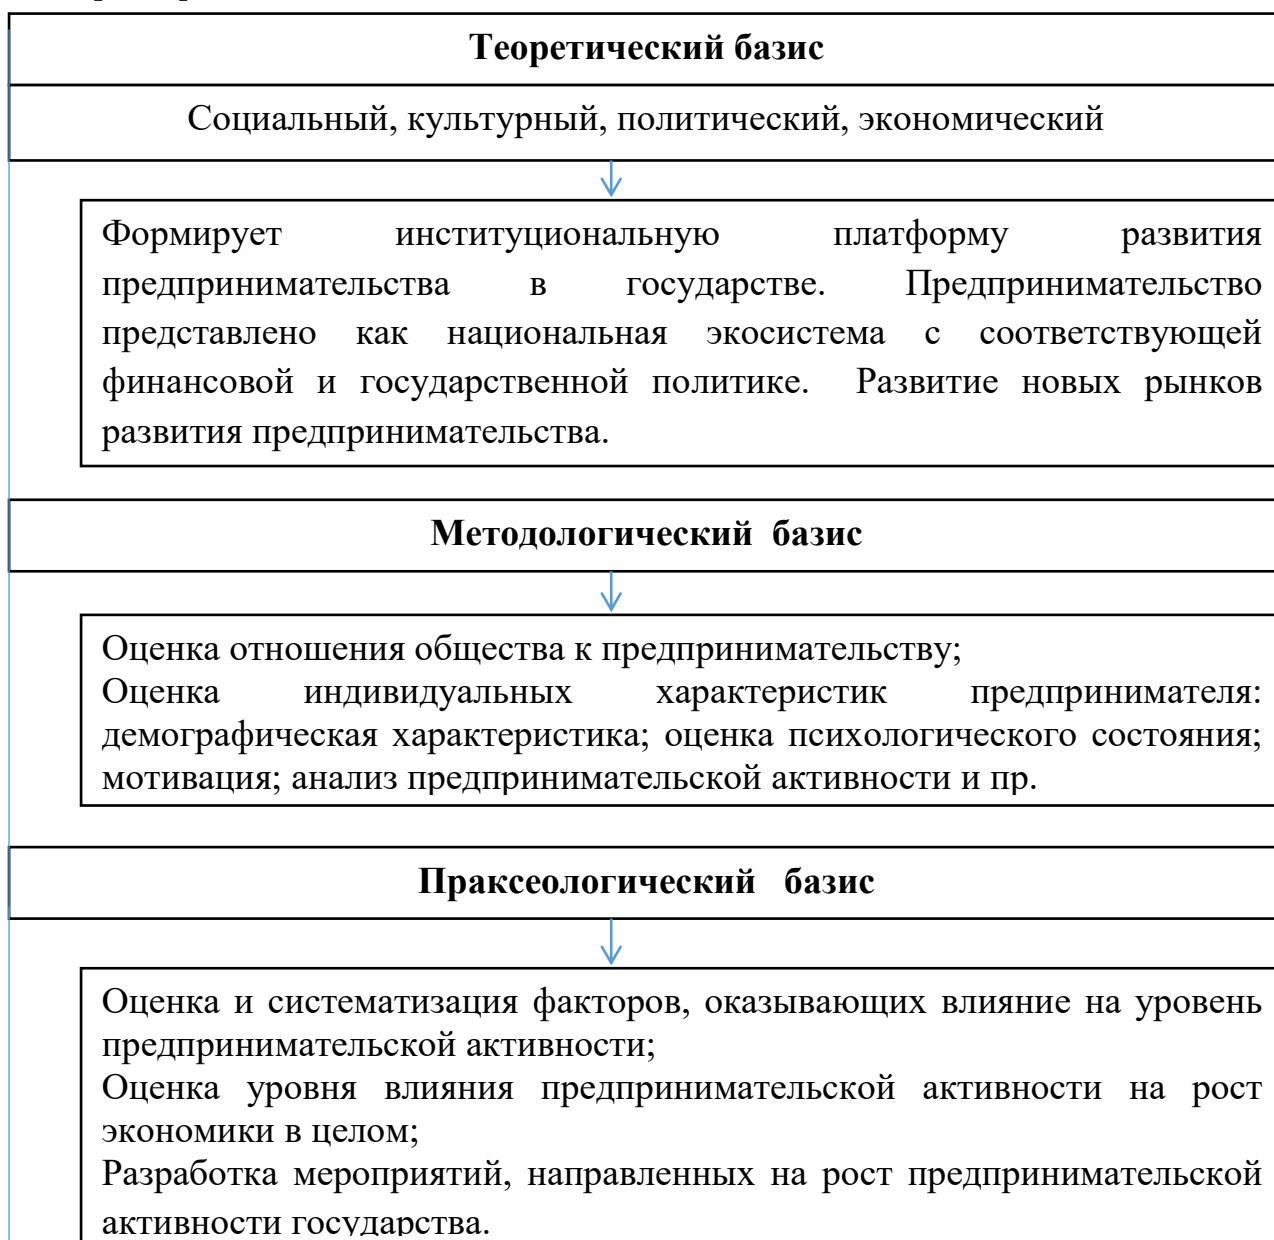 Теоретический базис
Социальный, культурный, политический, экономический
Формирует институциональную платформу развития
предпринимательства в государстве. Предпринимательство
представлено как национальная экосистема с соответствующей
финансовой и государственной политике. Развитие новых рынков
развития предпринимательства.
Методологический базис
Оценка отношения общества к предпринимательству;
Оценка индивидуальных характеристик предпринимателя:
демографическая характеристика; оценка психологического состояния;
мотивация; анализ предпринимательской активности и пр.
Праксеологический базис
Оценка и систематизация факторов, оказывающих влияние на уровень
предпринимательской активности;
Оценка уровня влияния предпринимательской активности на рост
экономики в целом;
Разработка мероприятий, направленных на рост предпринимательской
активности государства.